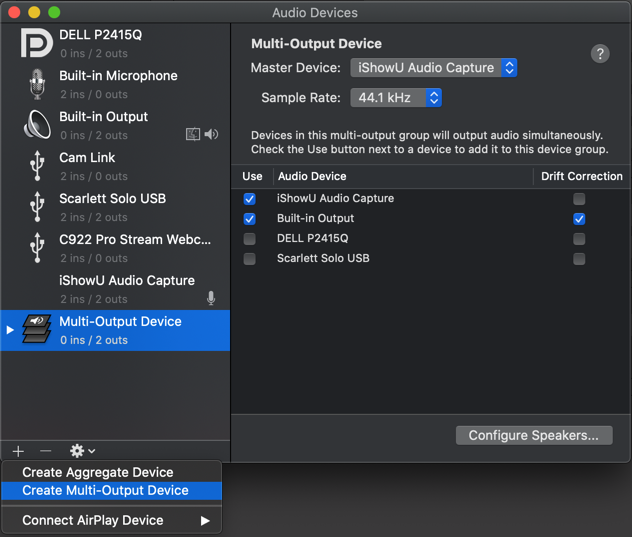 Audio Devices
DELL P2415Q
0 ins / 2 outs
Built-in Microphone
2 ins / 0 outs
Built-in Output
0 ins / 2 outs
Cam Link
2 ins / 0 outs
Scarlett Solo USB
2 ins / 2 outs
C922 Pro Stream Webc...
2 ins / 0 outs
iShowU Audio Capture
2 ins / 2 outs
Multi-Output Device
0 ins / 2 outs
Multi-Output Device
?
Master Device: iShowU Audio Capture
Sample Rate: 44.1 kHz
Devices in this multi-output group will output audio simultaneously.
Check the Use button next to a device to add it to this device group.
Use Audio Device Drift Correction
iShowU Audio Capture
Built-in Output
DELL P2415Q
Scarlett Solo USB
Configure Speakers...
Create Aggregate Device
Create Multi-Output Device
Connect AirPlay Device